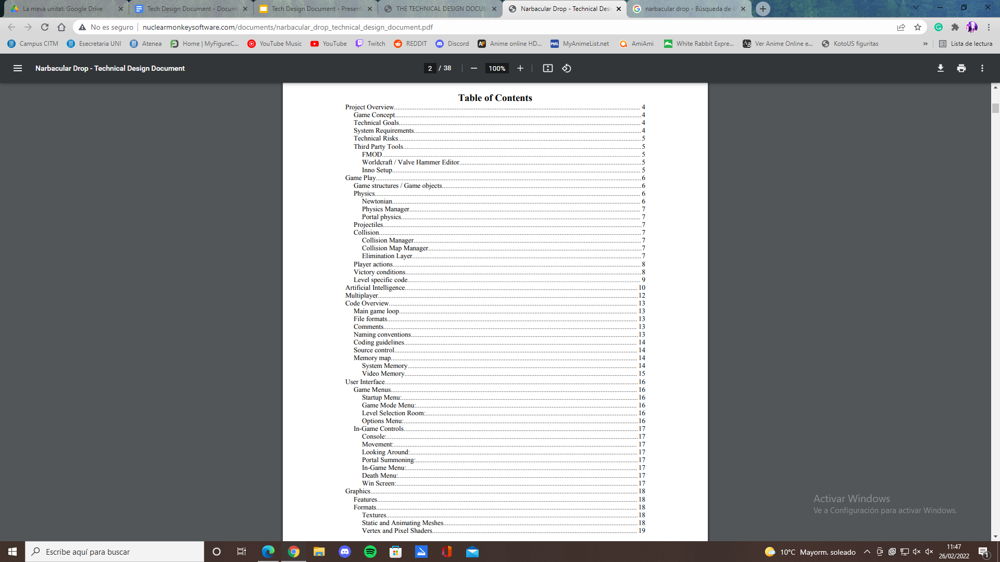 La meva unitat: Google Drive
Tech Design Document - Docum
Tech Design Document - Present
THE TECHNICAL DESIGN DOCUM
Narbacular Drop - Technical Des
narbacular drop - Búsqueda de G
No es seguro
nuclearmonkeysoftware.com/documents/narbacular_drop_technical_design_document.pdf
Campus CITM
Esecretaria UNI
Atenea
Home | MyFigureC...
YouTube Music
YouTube
Twitch
REDDIT
Discord
Anime online HD...
MyAnimeList.net
AmiAmi
White Rabbit Expre...
Ver Anime Online e...
KotoUS figuritas
»
Lista de lectura
Narbacular Drop - Technical Design Document
2 / 38
100%
Table of Contents
Project Overview 4
Game Concept 4
Technical Goals 4
System Requirements 4
Technical Risks 5
Third Party Tools 5
FMOD 5
Worldcraft / Valve Hammer Editor 5
Inno Setup 5
Game Play 6
Game structures / Game objects 6
Physics 6
Newtonian 6
Physics Manager 7
Portal physics 7
Projectiles 7
Collision 7
Collision Manager 7
Collision Map Manager 7
Elimination Layer 7
Player actions 8
Victory conditions 8
Level specific code 9
Artificial Intelligence 10
Multiplayer 12
Code Overview 13
Main game loop 13
File formats 13
Comments 13
Naming conventions 13
Coding guidelines 14
Source control 14
Memory map 14
System Memory 14
Video Memory 15
User Interface 16
Game Menus 16
Startup Menu: 16
Game Mode Menu: 16
Level Selection Room: 16
Options Menu: 16
In-Game Controls 17
Console: 17
Movement: 17
Looking Around: 17
Portal Summoning: 17
In-Game Menu: 17
Death Menu: 17
Win Screen: 17
Graphics 18
Features 18
Formats 18
Textures 18
Static and Animating Meshes 18
Vertex and Pixel Shaders 19
Activar Windows
Ve a Configuración para activar Windows.
Escribe aquí para buscar
10°C Mayorm. soleado
11:47
26/02/2022
1